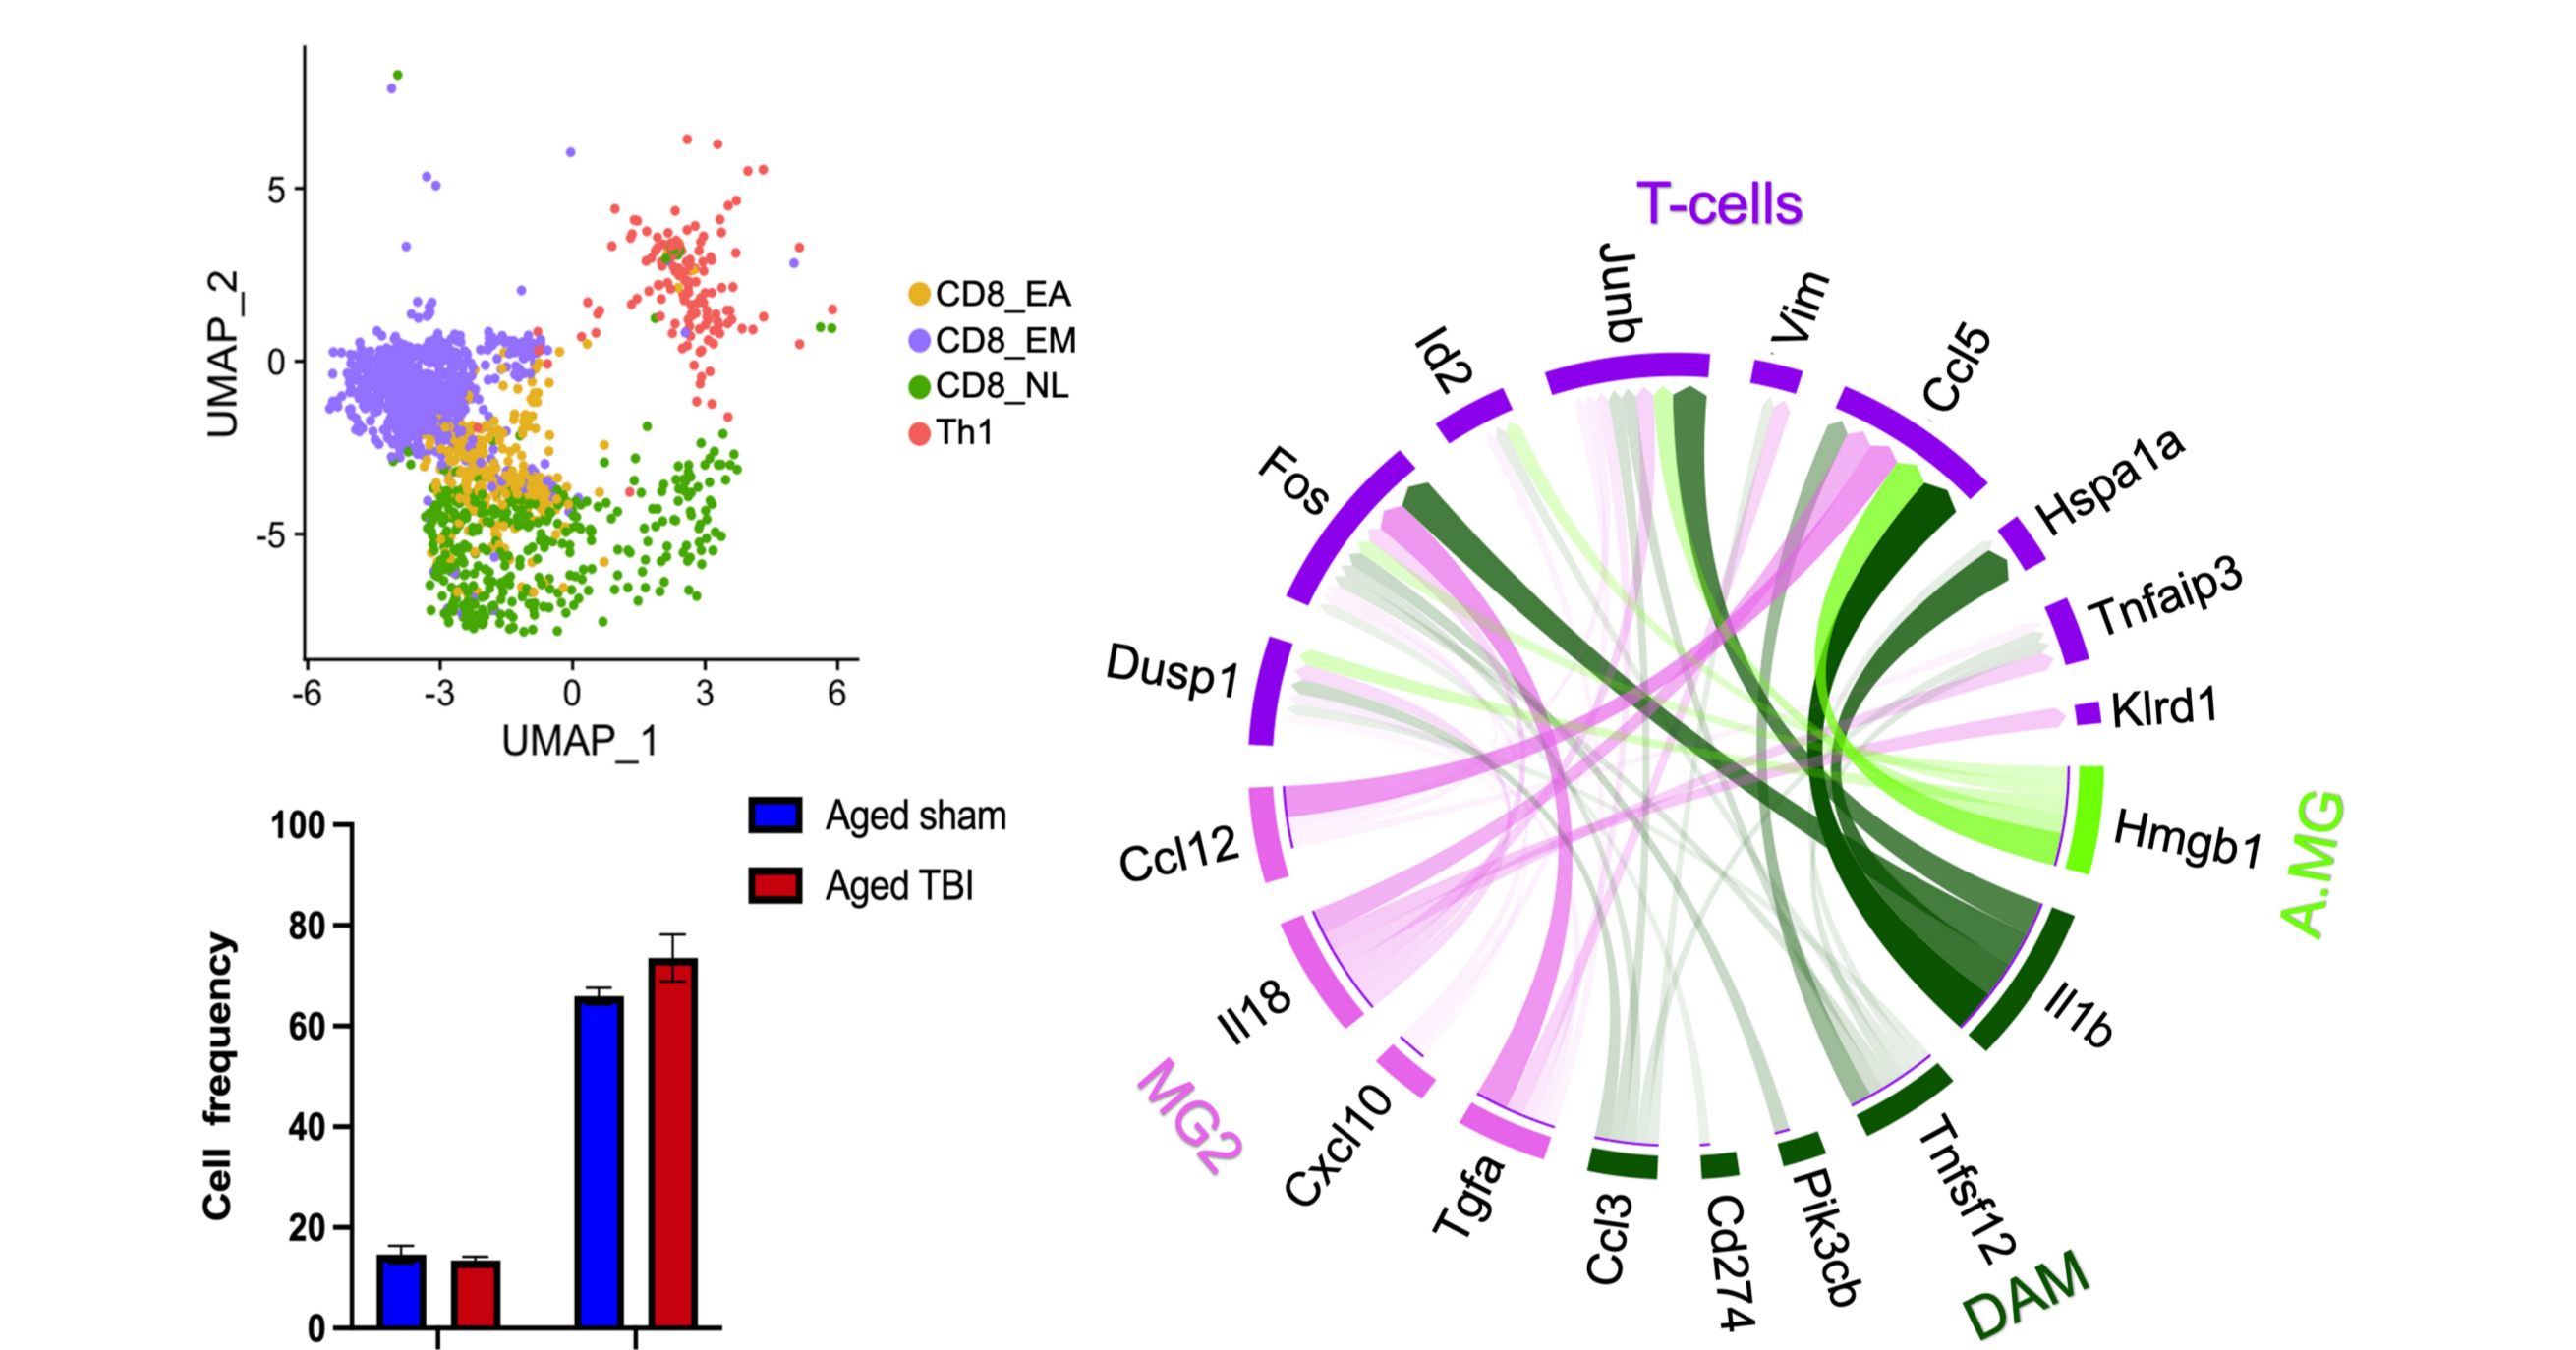 5
0
-5
UMAP_2
-6 -3 0 3 6
UMAP_1
CD8_EA
CD8_EM
CD8_NL
Th1
100
80
60
40
20
0
Cell frequency
Aged sham
Aged TBI
T-cells
Dusp1
Fos
Id2
Junb
Vim
Ccl5
Hspa1a
Tnfaip3
Klrd1
Hmgb1
A.MG
Il1b
Tnfsf12
DAM
Pik3cb
Cd274
Ccl3
Tgfa
Cxcl10
MG2
Il18
Ccl12